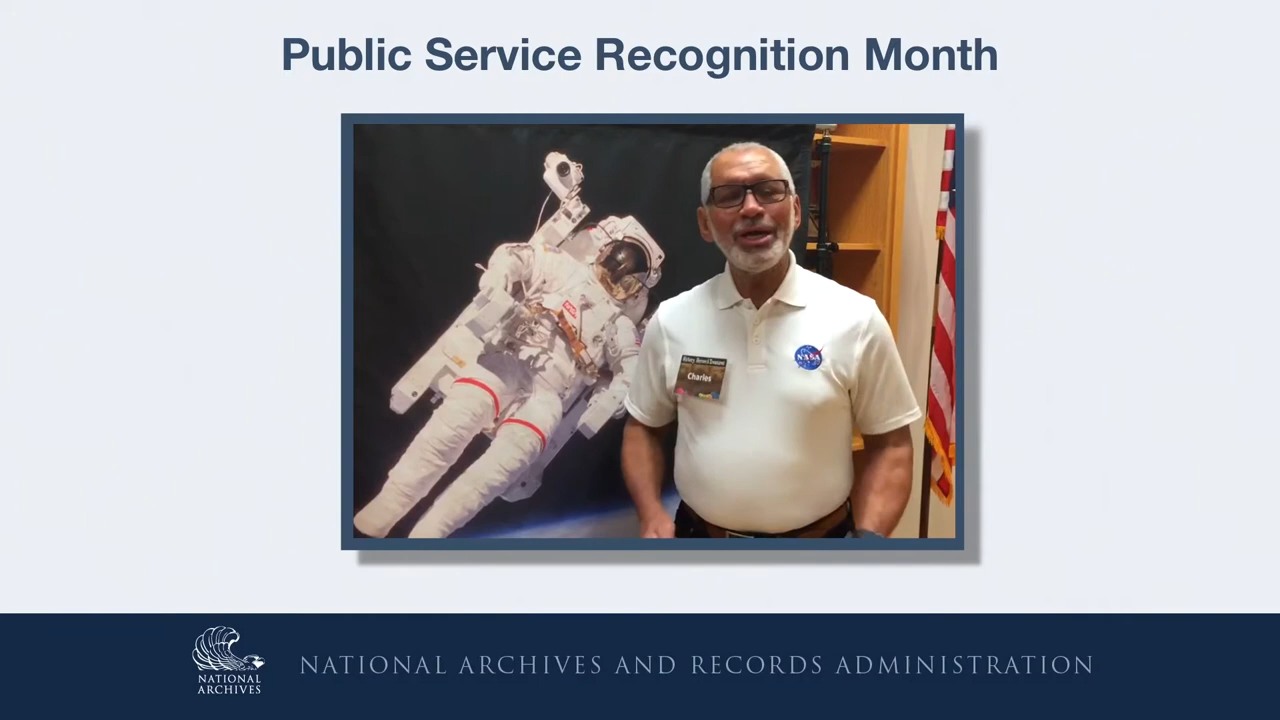 Public Service Recognition Month
Charles
NASA
NATIONAL
ARCHIVES
NATIONAL ARCHIVES AND RECORDS ADMINISTRATION